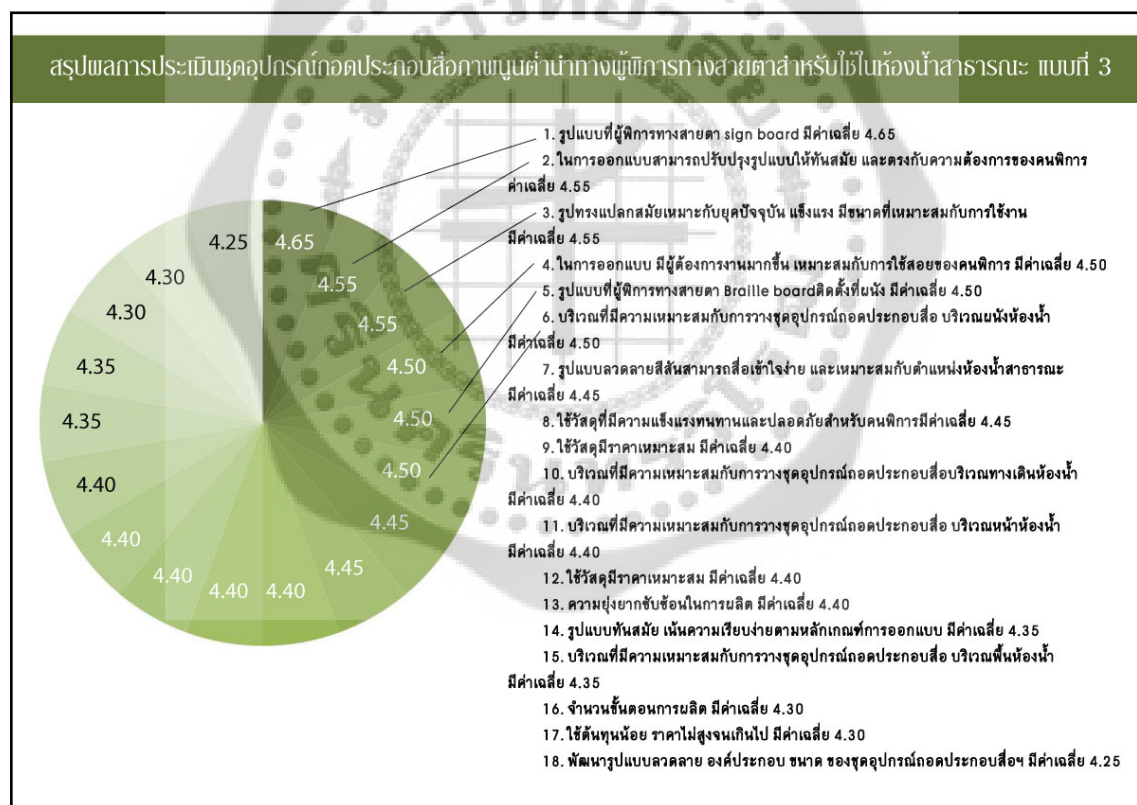 สรุปผลการประเมินชุดอุปกรณ์ถอดประกอบสื่อภาพนูนต่ำนำทางผู้พิการทางสายตาสำหรับใช้ในห้องน้ำสาธารณะ แบบที่ 3
1. รูปแบบที่ผู้พิการทางสายตา sign board มีค่าเฉลี่ย 4.65
2. ในการออกแบบสามารถปรับปรุงรูปแบบให้ทันสมัย และตรงกับความต้องการของคนพิการ
ค่าเฉลี่ย 4.55
3. รูปทรงแปลกสมัยเหมาะกับยุคปัจจุบัน แข็งแรง มีขนาดที่เหมาะสมกับการใช้งาน
มีค่าเฉลี่ย 4.55
4. ในการออกแบบ มีผู้ต้องการงานมากขึ้น เหมาะสมกับการใช้สอยของคนพิการ มีค่าเฉลี่ย 4.50
5. รูปแบบที่ผู้พิการทางสายตา Braille boardติดตั้งที่ผนัง มีค่าเฉลี่ย 4.50
6. บริเวณที่มีความเหมาะสมกับการวางชุดอุปกรณ์ถอดประกอบสื่อ บริเวณผนังห้องน้ำ
มีค่าเฉลี่ย 4.50
7. รูปแบบลวดลายสีสันสามารถสื่อเข้าใจง่าย และเหมาะสมกับตำแหน่งห้องน้ำสาธารณะ
มีค่าเฉลี่ย 4.45
8. ใช้วัสดุที่มีความแข็งแรงทนทานและปลอดภัยสำหรับคนพิการมีค่าเฉลี่ย 4.45
9. ใช้วัสดุมีราคาเหมาะสม มีค่าเฉลี่ย 4.40
10. บริเวณที่มีความเหมาะสมกับการวางชุดอุปกรณ์ถอดประกอบสื่อบริเวณทางเดินห้องน้ำ
มีค่าเฉลี่ย 4.40
11. บริเวณที่มีความเหมาะสมกับการวางชุดอุปกรณ์ถอดประกอบสื่อ บริเวณหน้าห้องน้ำ
มีค่าเฉลี่ย 4.40
12. ใช้วัสดุมีราคาเหมาะสม มีค่าเฉลี่ย 4.40
13. ความยุ่งยากซับซ้อนในการผลิต มีค่าเฉลี่ย 4.40
14. รูปแบบทันสมัย เน้นความเรียบง่ายตามหลักเกณฑ์การออกแบบ มีค่าเฉลี่ย 4.35
15. บริเวณที่มีความเหมาะสมกับการวางชุดอุปกรณ์ถอดประกอบสื่อ บริเวณพื้นห้องน้ำ
มีค่าเฉลี่ย 4.35
16. จำนวนขั้นตอนการผลิต มีค่าเฉลี่ย 4.30
17. ใช้ต้นทุนน้อย ราคาไม่สูงจนเกินไป มีค่าเฉลี่ย 4.30
18. พัฒนารูปแบบลวดลาย องค์ประกอบ ขนาด ของชุดอุปกรณ์ถอดประกอบสื่อฯ มีค่าเฉลี่ย 4.25
4.65
4.55
4.55
4.50
4.50
4.50
4.45
4.45
4.40
4.40
4.40
4.40
4.40
4.35
4.35
4.30
4.30
4.25